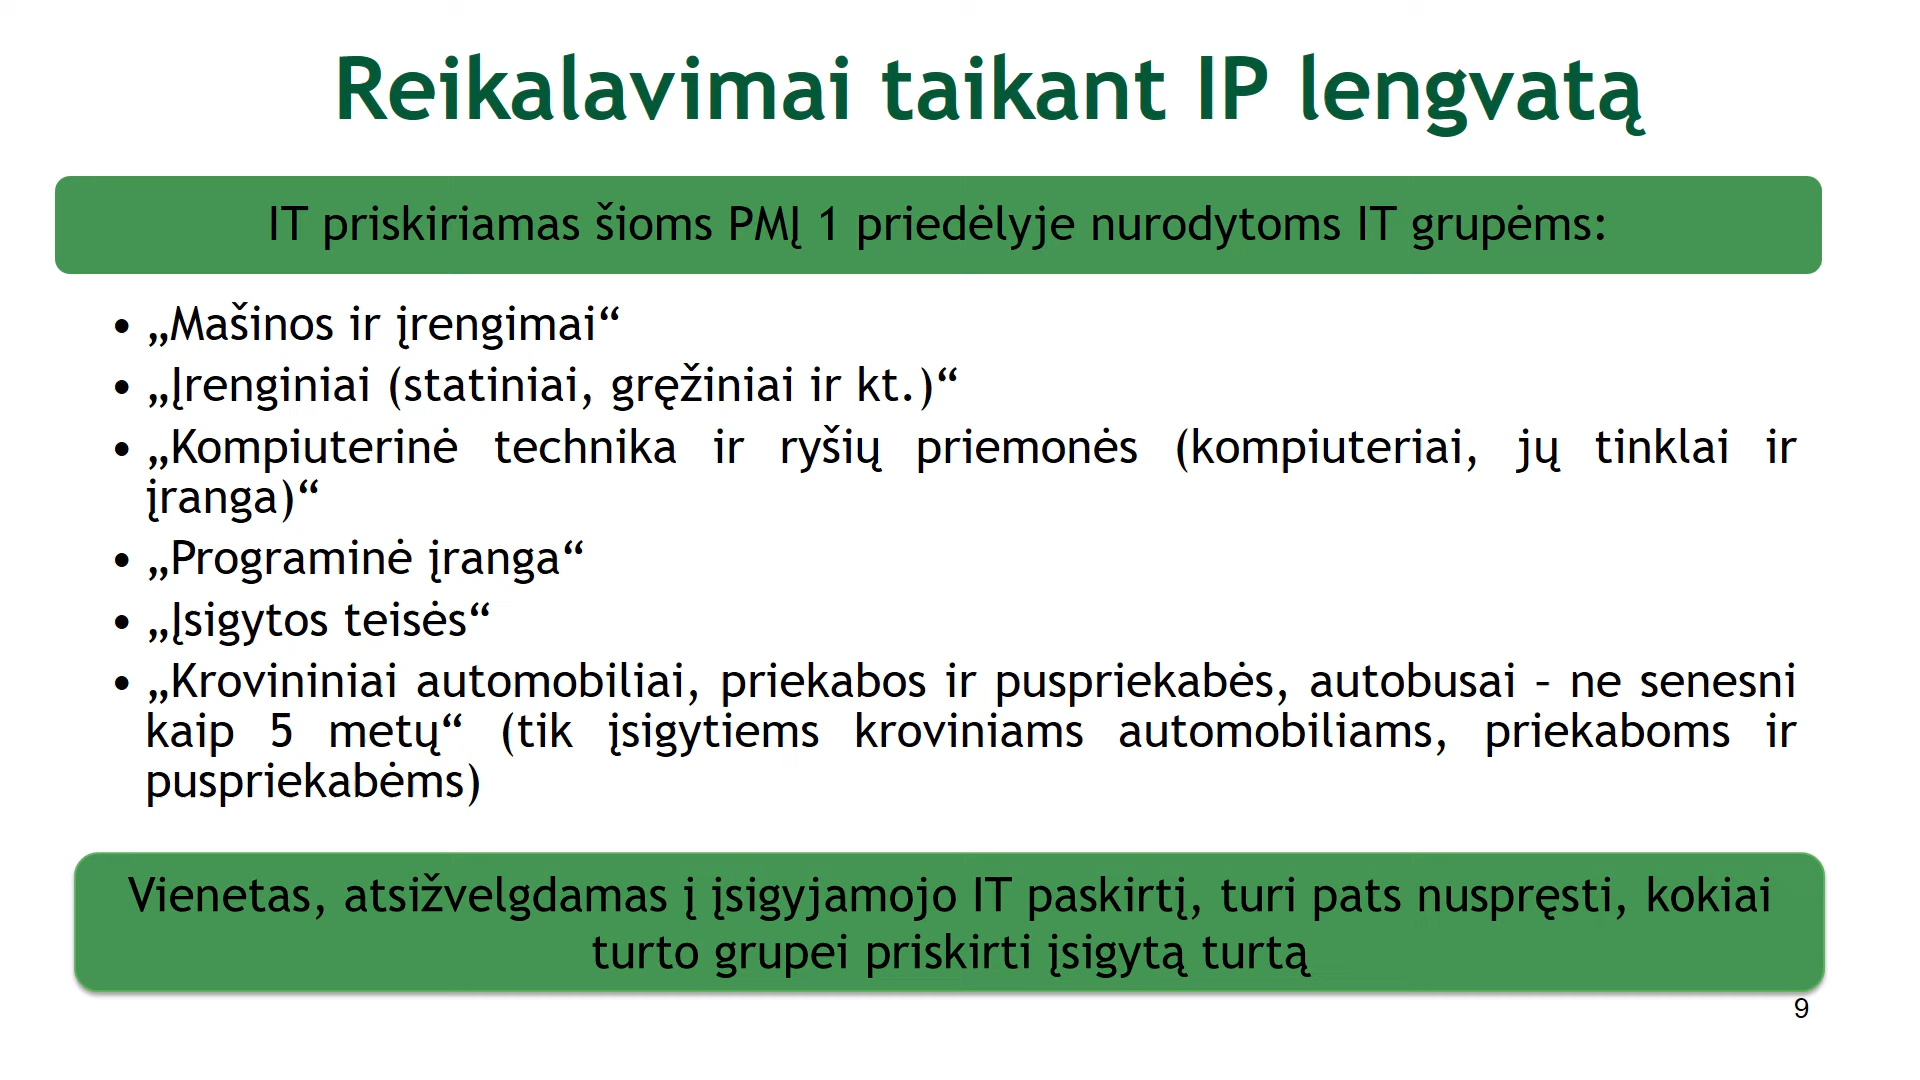 Reikalavimai taikant IP lengvatą
IT priskiriamas šioms PMĮ 1 priedėlyje nurodytoms IT grupėms:
• „Mašinos ir įrengimai“
• „Įrenginiai (statiniai, gręžiniai ir kt.)“
• „Kompiuterinė technika ir ryšių priemonės (kompiuteriai, jų tinklai ir
įranga)“
• „Programinė įranga“
• „Įsigytos teisės“
• „Krovininiai automobiliai, priekabos ir puspriekabės, autobusai – ne senesni
kaip 5 metų“ (tik įsigytiems kroviniams automobiliams, priekaboms ir
puspriekabėms)
Vienetas, atsižvelgdamas į įsigyjamojo IT paskirtį, turi pats nuspręsti, kokiai
turto grupei priskirti įsigytą turtą
9